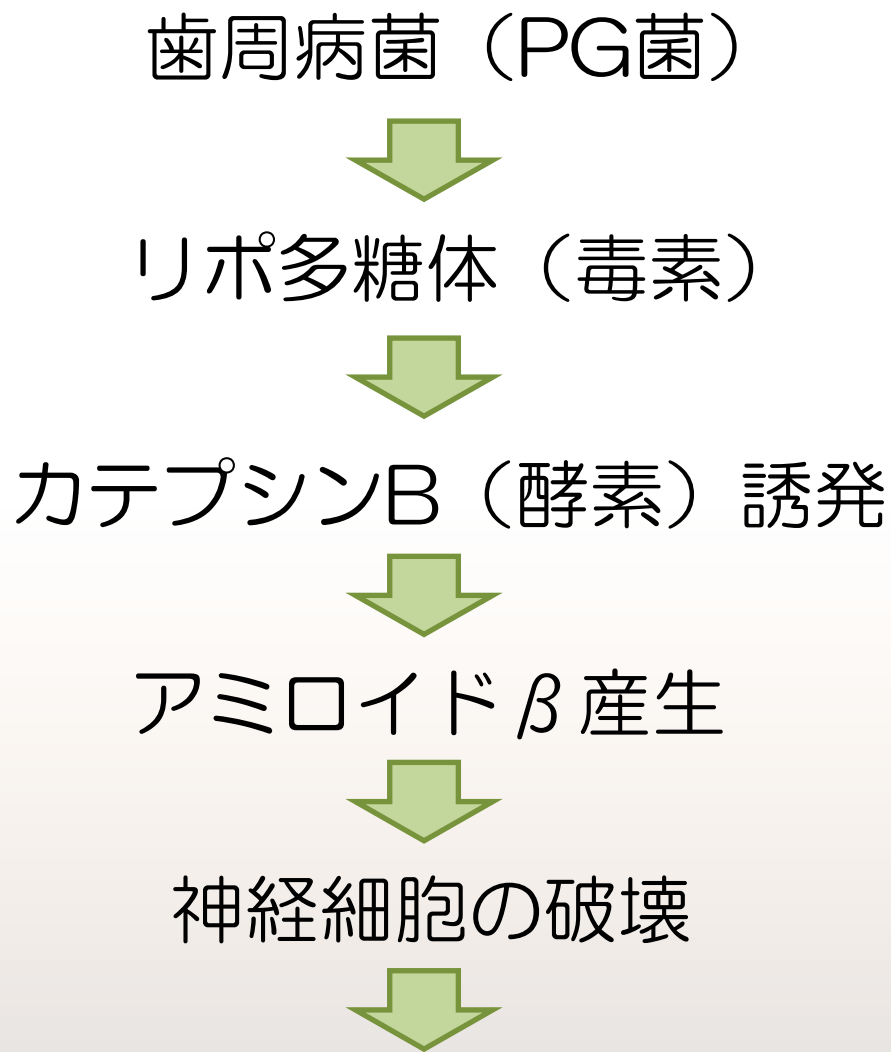 歯周病菌（PG菌）
リポ多糖体（毒素）
カテプシンB（酵素）誘発
アミロイドβ産生
神経細胞の破壊